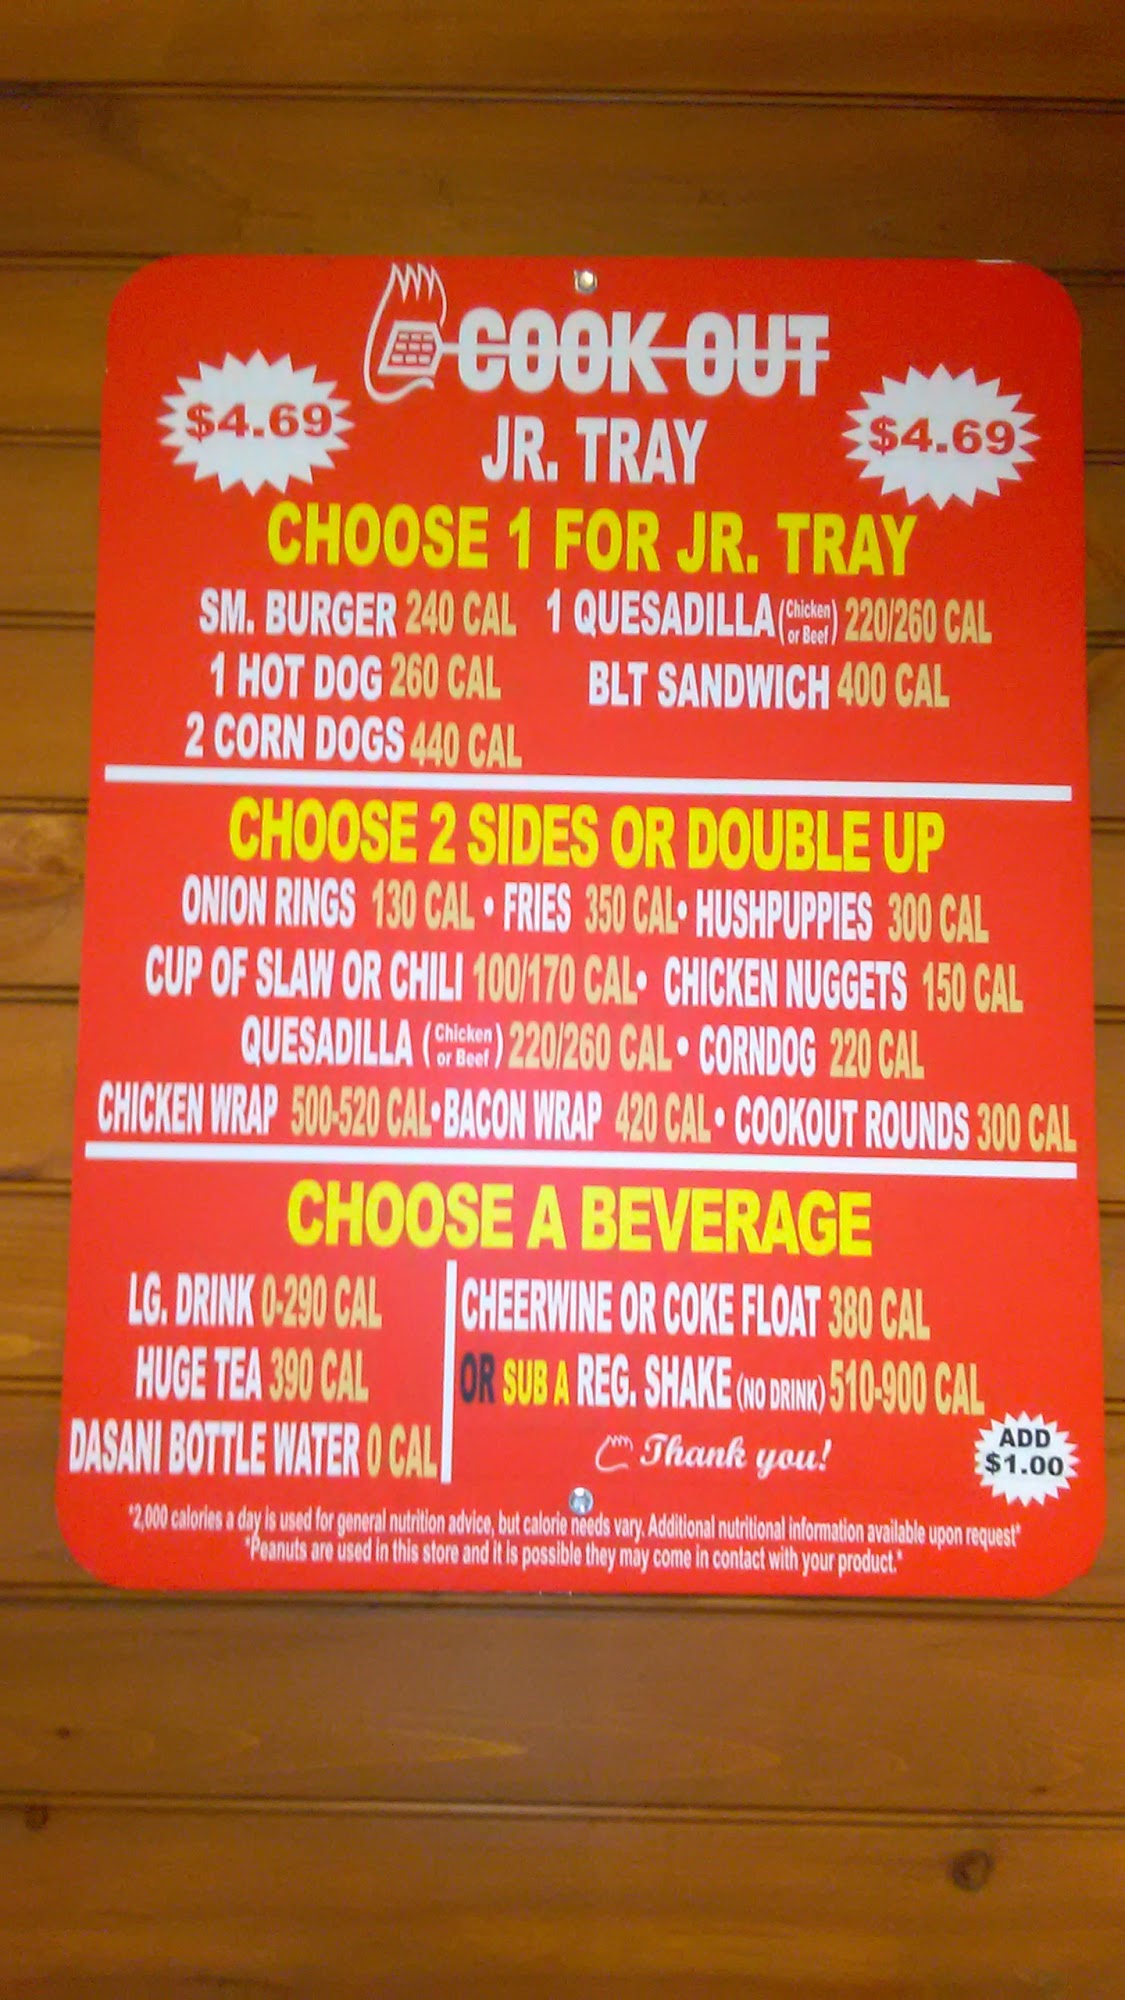 COOK OUT
$4.69 $4.69
JR. TRAY
CHOOSE 1 FOR JR. TRAY
SM. BURGER 240 CAL 1 QUESADILLA (Chicken or Beef) 220/260 CAL
1 HOT DOG 260 CAL BLT SANDWICH 400 CAL
2 CORN DOGS 440 CAL
CHOOSE 2 SIDES OR DOUBLE UP
ONION RINGS 130 CAL • FRIES 350 CAL • HUSHPUPPIES 300 CAL
CUP OF SLAW OR CHILI 100/170 CAL • CHICKEN NUGGETS 150 CAL
QUESADILLA (Chicken or Beef) 220/260 CAL • CORNDOG 220 CAL
CHICKEN WRAP 500-520 CAL • BACON WRAP 420 CAL • COOKOUT ROUNDS 300 CAL
CHOOSE A BEVERAGE
LG. DRINK 0-290 CAL
HUGE TEA 390 CAL
DASANI BOTTLE WATER 0 CAL
CHEERWINE OR COKE FLOAT 380 CAL
OR SUB A REG. SHAKE (NO DRINK) 510-900 CAL
Thank you!
ADD
$1.00
*2,000 calories a day is used for general nutrition advice, but calorie needs vary. Additional nutritional information available upon request*
*Peanuts are used in this store and it is possible they may come in contact with your product.*